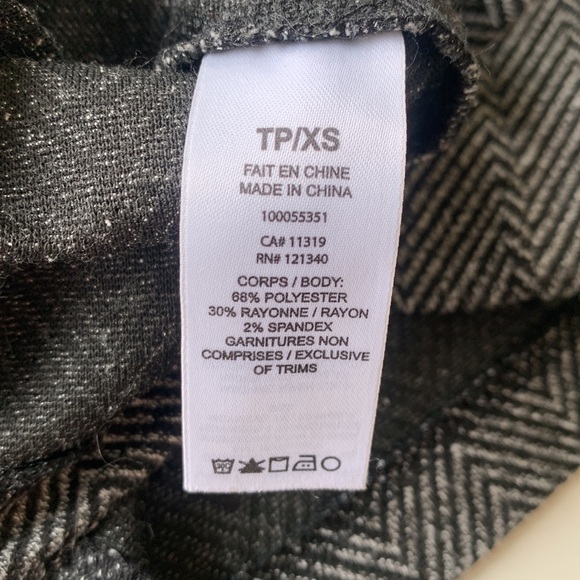 TP/XS
FAIT EN CHINE
MADE IN CHINA
100055351
CA# 11319
RN# 121340
CORPS / BODY:
68% POLYESTER
30% RAYONNE / RAYON
2% SPANDEX
GARNITURES NON
COMPRISES / EXCLUSIVE
OF TRIMS